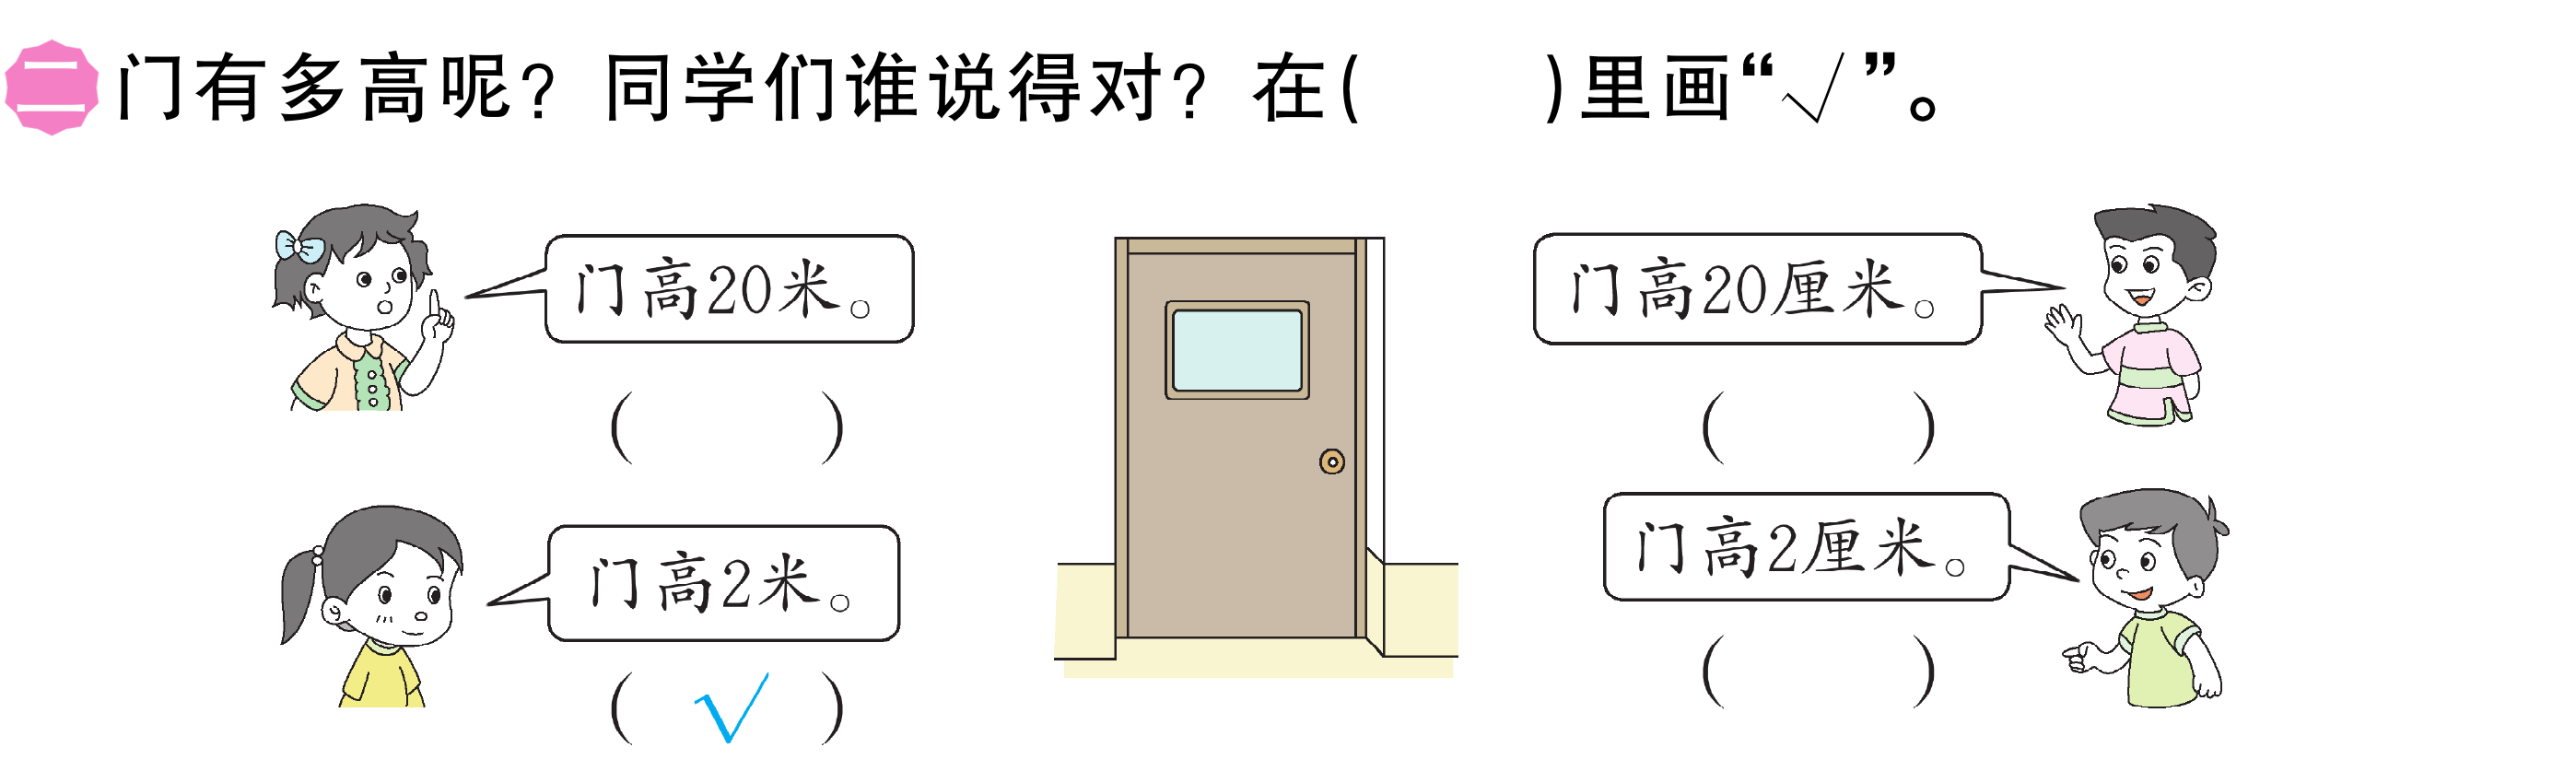 二 门有多高呢？同学们谁说得对？在(　　)里画“√”。
门高20米。
门高20厘米。
(　　)
(　　)
门高2米。
门高2厘米。
(√)
(　　)